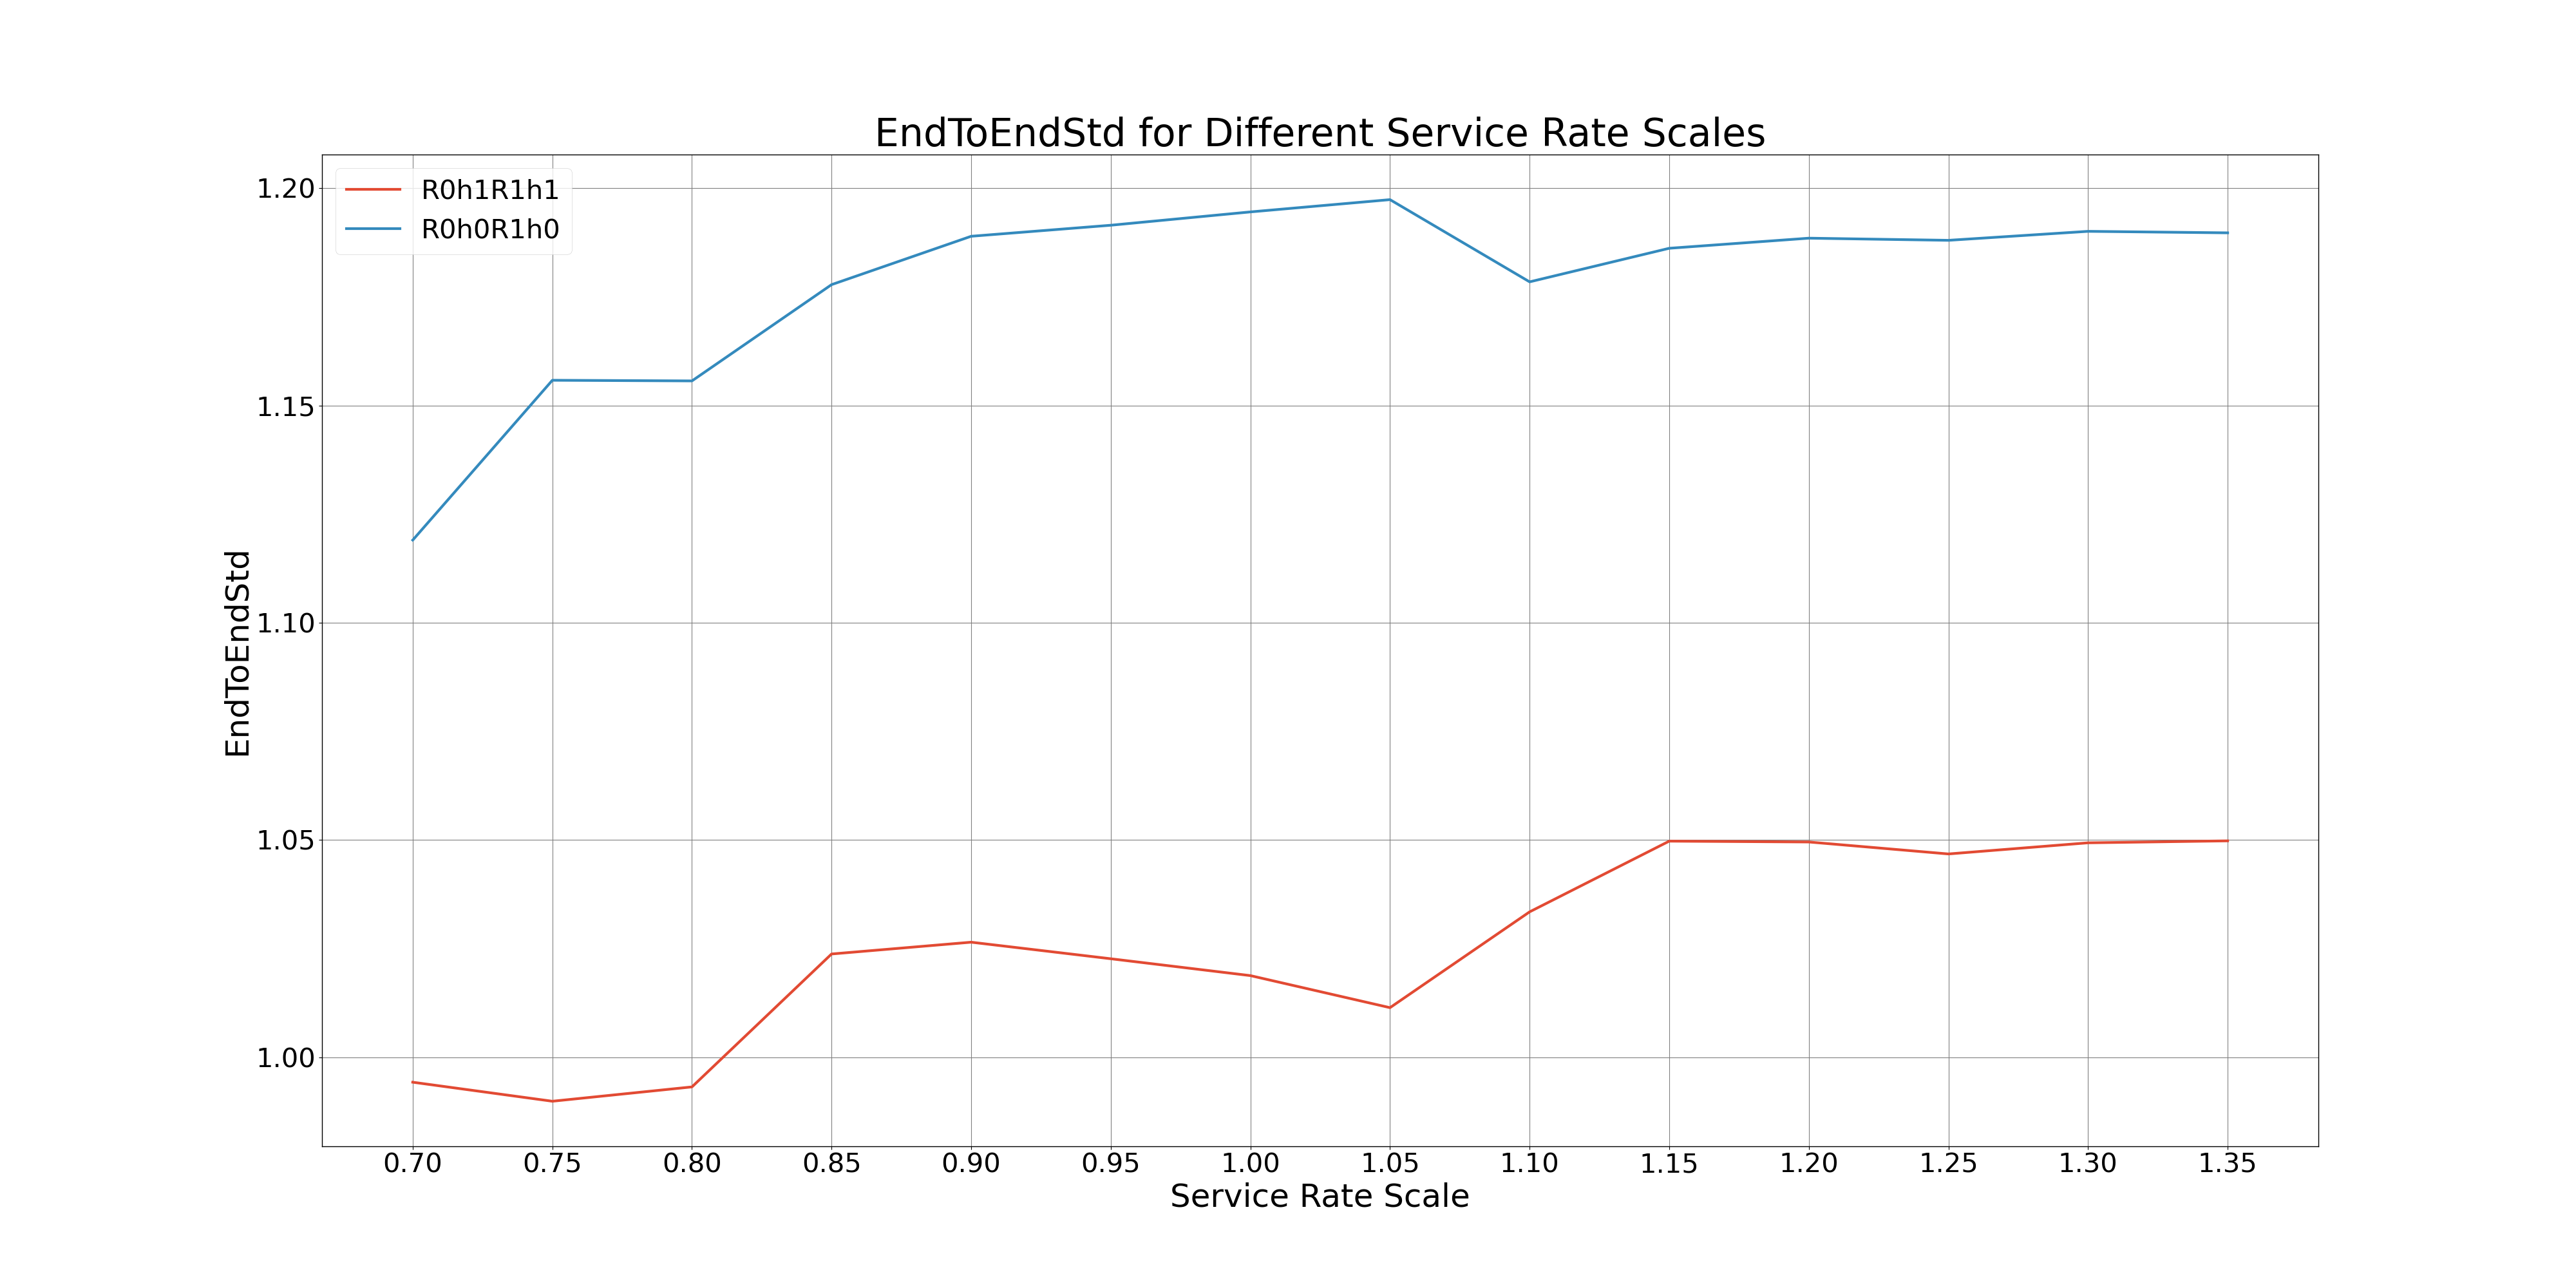 EndToEndStd for Different Service Rate Scales
R0h1R1h1
R0h0R1h0
1.20
1.15
1.10
1.05
1.00
EndToEndStd
0.70 0.75 0.80 0.85 0.90 0.95 1.00 1.05 1.10 1.15 1.20 1.25 1.30 1.35
Service Rate Scale